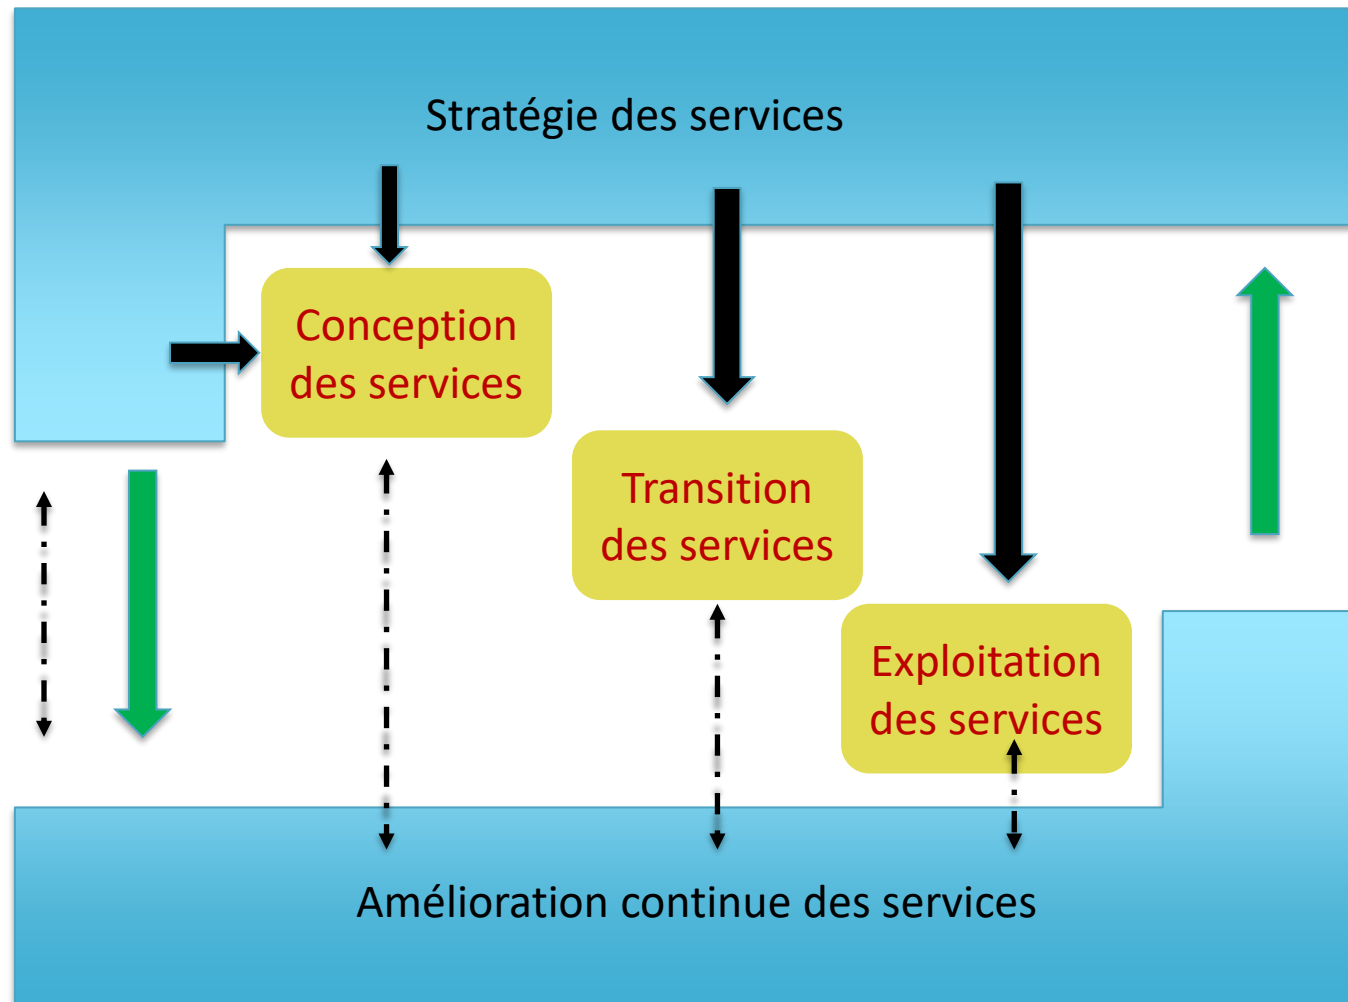 Stratégie des services
Conception
des services
Transition
des services
Exploitation
des services
Amélioration continue des services